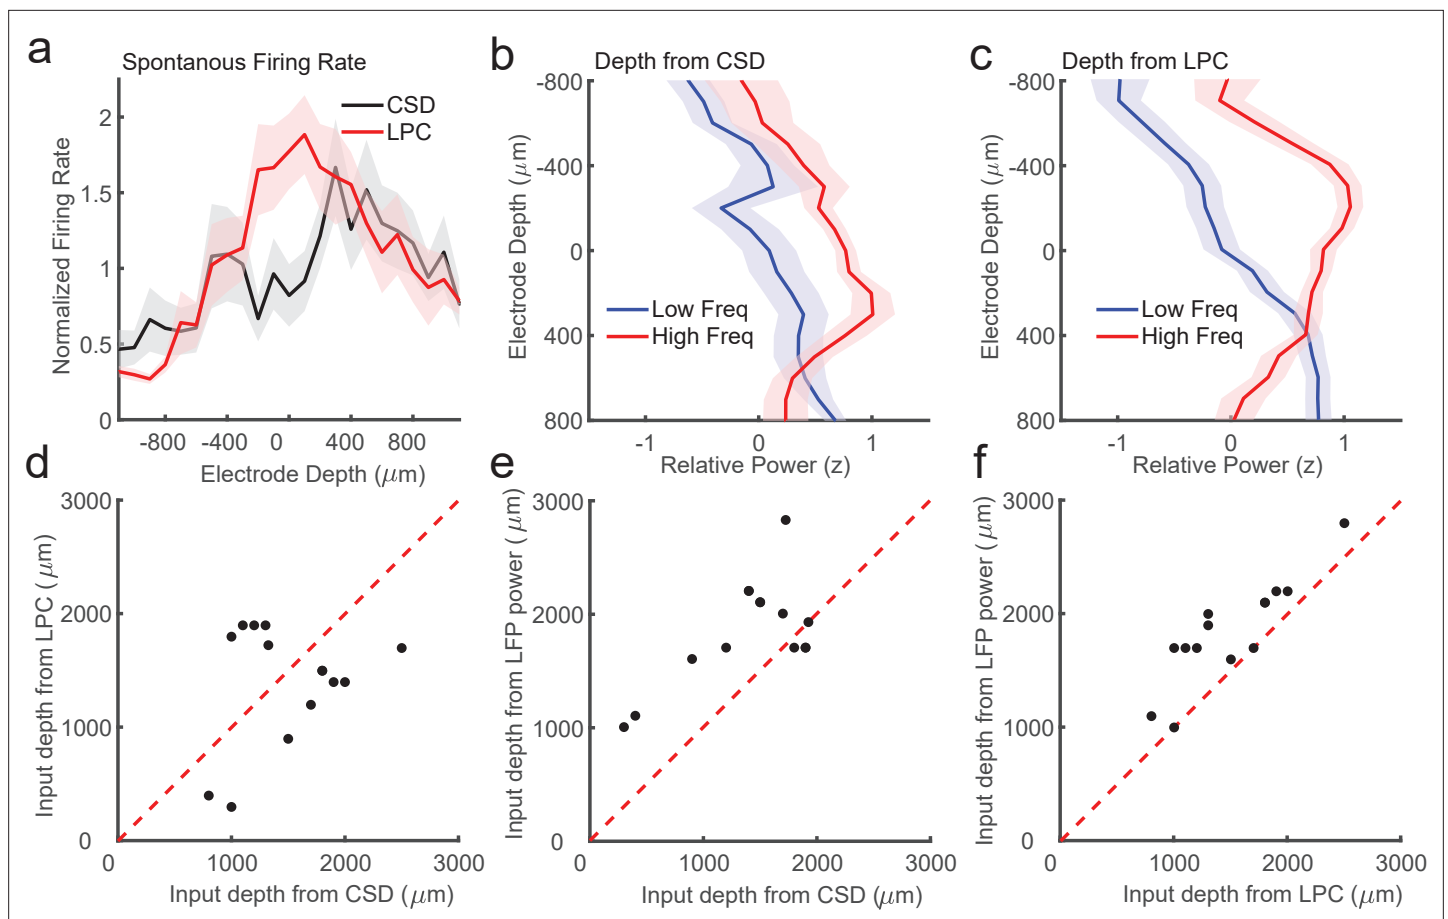 a
Spontanous Firing Rate
CSD
LPC
Normalized Firing Rate
2
1.5
1
0.5
0
-800 -400 0 400 800
Electrode Depth (μm)
b
Depth from CSD
Electrode Depth (μm)
-800
-400
0
400
800
Low Freq
High Freq
-1 0 1
Relative Power (z)
c
Depth from LPC
Electrode Depth (μm)
-800
-400
0
400
800
Low Freq
High Freq
-1 0 1
Relative Power (z)
d
Input depth from LPC (μm)
3000
2000
1000
0
0 1000 2000 3000
Input depth from CSD (μm)
e
Input depth from LFP power (μm)
3000
2000
1000
0
0 1000 2000 3000
Input depth from CSD (μm)
f
Input depth from LFP power (μm)
3000
2000
1000
0
0 1000 2000 3000
Input depth from LPC (μm)